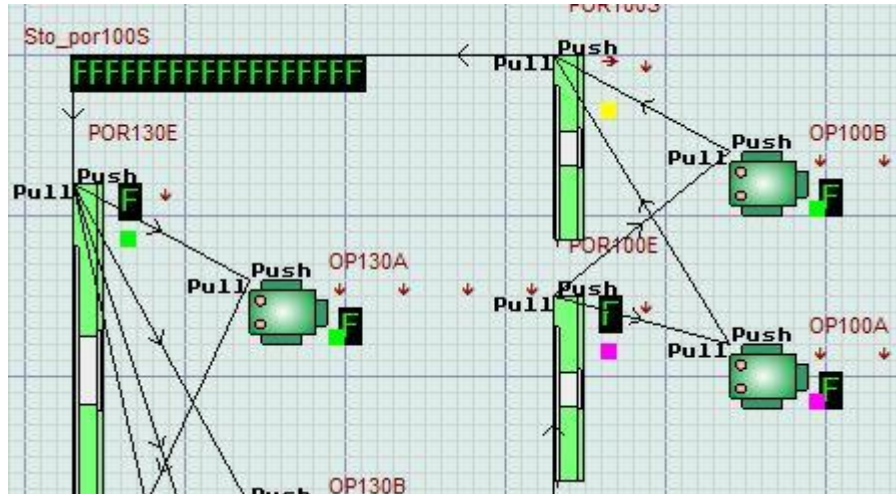 POR100S
Sto_por100S
Push
Pull
FFFFFFFFFFFFFFFFF
POR130E
OP100B
Push
Pull
Push
Pull
F
F
POR100E
OP130A
Push
Pull
Push
Pull
OP100A
F
Push
Pull
F
OP130B
Push